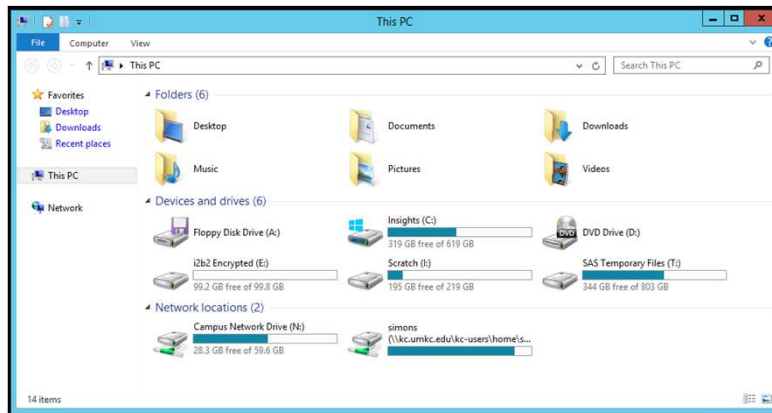 This PC
File Computer View
This PC
Search This PC
Favorites
Desktop
Downloads
Recent places
This PC
Network
Folders (6)
Desktop
Documents
Downloads
Music
Pictures
Videos
Devices and drives (6)
Floppy Disk Drive (A:)
Insights (C:)
319 GB free of 619 GB
DVD
DVD Drive (D:)
i2b2 Encrypted (E:)
99.2 GB free of 99.8 GB
Scratch (I:)
195 GB free of 219 GB
SAS Temporary Files (T:)
344 GB free of 803 GB
Network locations (2)
Campus Network Drive (N:)
28.3 GB free of 59.6 GB
simons
(\\kc.umkc.edu\kc-users\home\s...
14 items